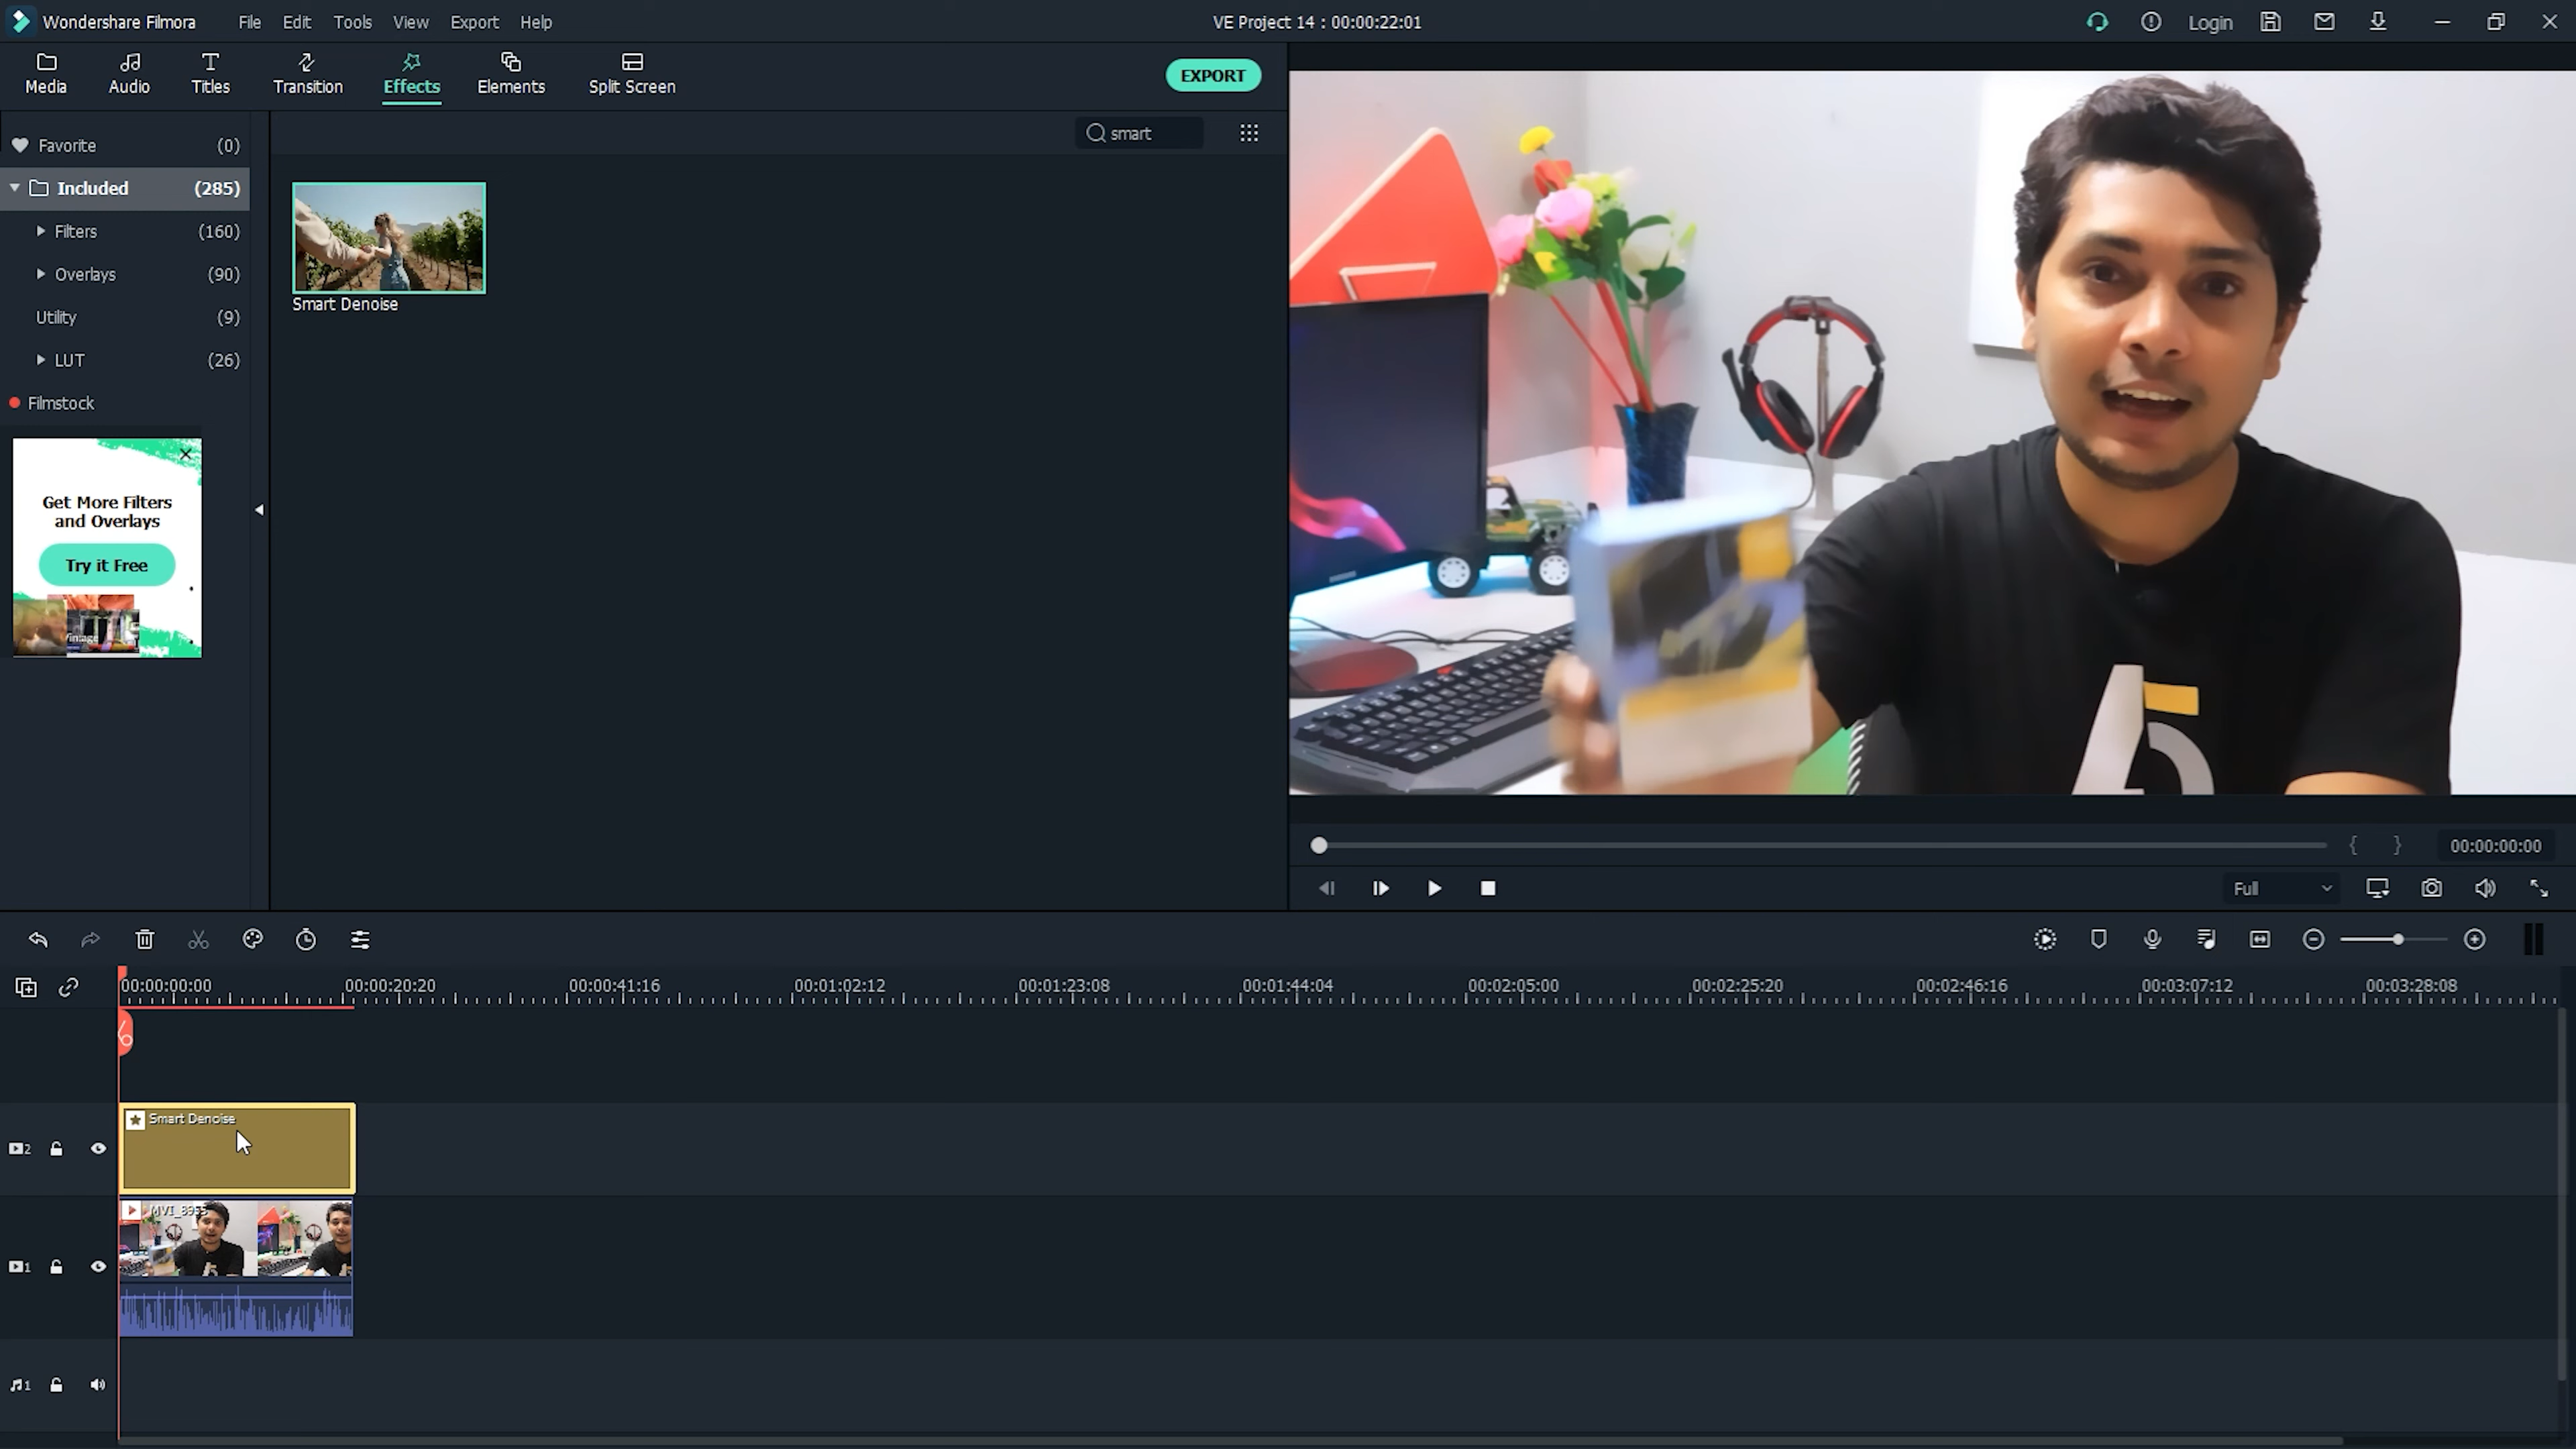 Wondershare Filmora
File
Edit
Tools
View
Export
Help
VE Project 14 : 00:00:22:01
Login
Media
Audio
Titles
Transition
Effects
Elements
Split Screen
EXPORT
Favorite (0)
Included (285)
Filters (160)
Overlays (90)
Utility (9)
LUT (26)
Filmstock
smart
Smart Denoise
Get More Filters
and Overlays
Try it Free
Vintage
00:00:00:00
Full
00:00:00:00
00:00:20:20
00:00:41:16
00:01:02:12
00:01:23:08
00:01:44:04
00:02:05:00
00:02:25:20
00:02:46:16
00:03:07:12
00:03:28:08
Smart Denoise
2
1
1